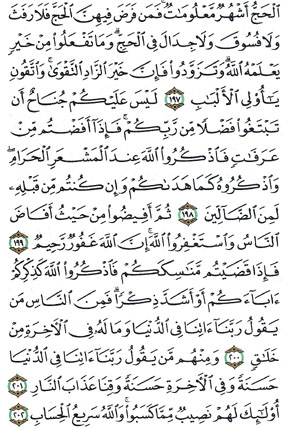 ٱلْحَجُّ أَشْهُرٌ مَّعْلُومَٰتٌ ۚ فَمَن فَرَضَ فِيهِنَّ ٱلْحَجَّ فَلَا رَفَثَ
وَلَا فُسُوقَ وَلَا جِدَالَ فِى ٱلْحَجِّ ۗ وَمَا تَفْعَلُوا۟ مِنْ خَيْرٍ
يَعْلَمْهُ ٱللَّهُ ۗ وَتَزَوَّدُوا۟ فَإِنَّ خَيْرَ ٱلزَّادِ ٱلتَّقْوَىٰ ۚ وَٱتَّقُونِ
يَٰٓأُو۟لِى ٱلْأَلْبَٰبِ ١٩٧ لَيْسَ عَلَيْكُمْ جُنَاحٌ أَن
تَبْتَغُوا۟ فَضْلًا مِّن رَّبِّكُمْ ۚ فَإِذَآ أَفَضْتُم مِّنْ
عَرَفَٰتٍ فَٱذْكُرُوا۟ ٱللَّهَ عِندَ ٱلْمَشْعَرِ ٱلْحَرَامِ ۖ
وَٱذْكُرُوهُ كَمَا هَدَىٰكُمْ وَإِن كُنتُم مِّن قَبْلِهِۦ
لَمِنَ ٱلضَّآلِّينَ ١٩٨ ثُمَّ أَفِيضُوا۟ مِنْ حَيْثُ أَفَاضَ
ٱلنَّاسُ وَٱسْتَغْفِرُوا۟ ٱللَّهَ ۚ إِنَّ ٱللَّهَ غَفُورٌ رَّحِيمٌ ١٩٩
فَإِذَا قَضَيْتُم مَّنَٰسِكَكُمْ فَٱذْكُرُوا۟ ٱللَّهَ كَذِكْرِكُمْ
ءَابَآءَكُمْ أَوْ أَشَدَّ ذِكْرًا ۗ فَمِنَ ٱلنَّاسِ مَن
يَقُولُ رَبَّنَآ ءَاتِنَا فِى ٱلدُّنْيَا وَمَا لَهُۥ فِى ٱلْءَاخِرَةِ مِنْ
خَلَٰقٍ ٢٠٠ وَمِنْهُم مَّن يَقُولُ رَبَّنَآ ءَاتِنَا فِى ٱلدُّنْيَا
حَسَنَةً وَفِى ٱلْءَاخِرَةِ حَسَنَةً وَقِنَا عَذَابَ ٱلنَّارِ ٢٠١
أُو۟لَٰٓئِكَ لَهُمْ نَصِيبٌ مِّمَّا كَسَبُوا۟ ۚ وَٱللَّهُ سَرِيعُ ٱلْحِسَابِ ٢٠٢